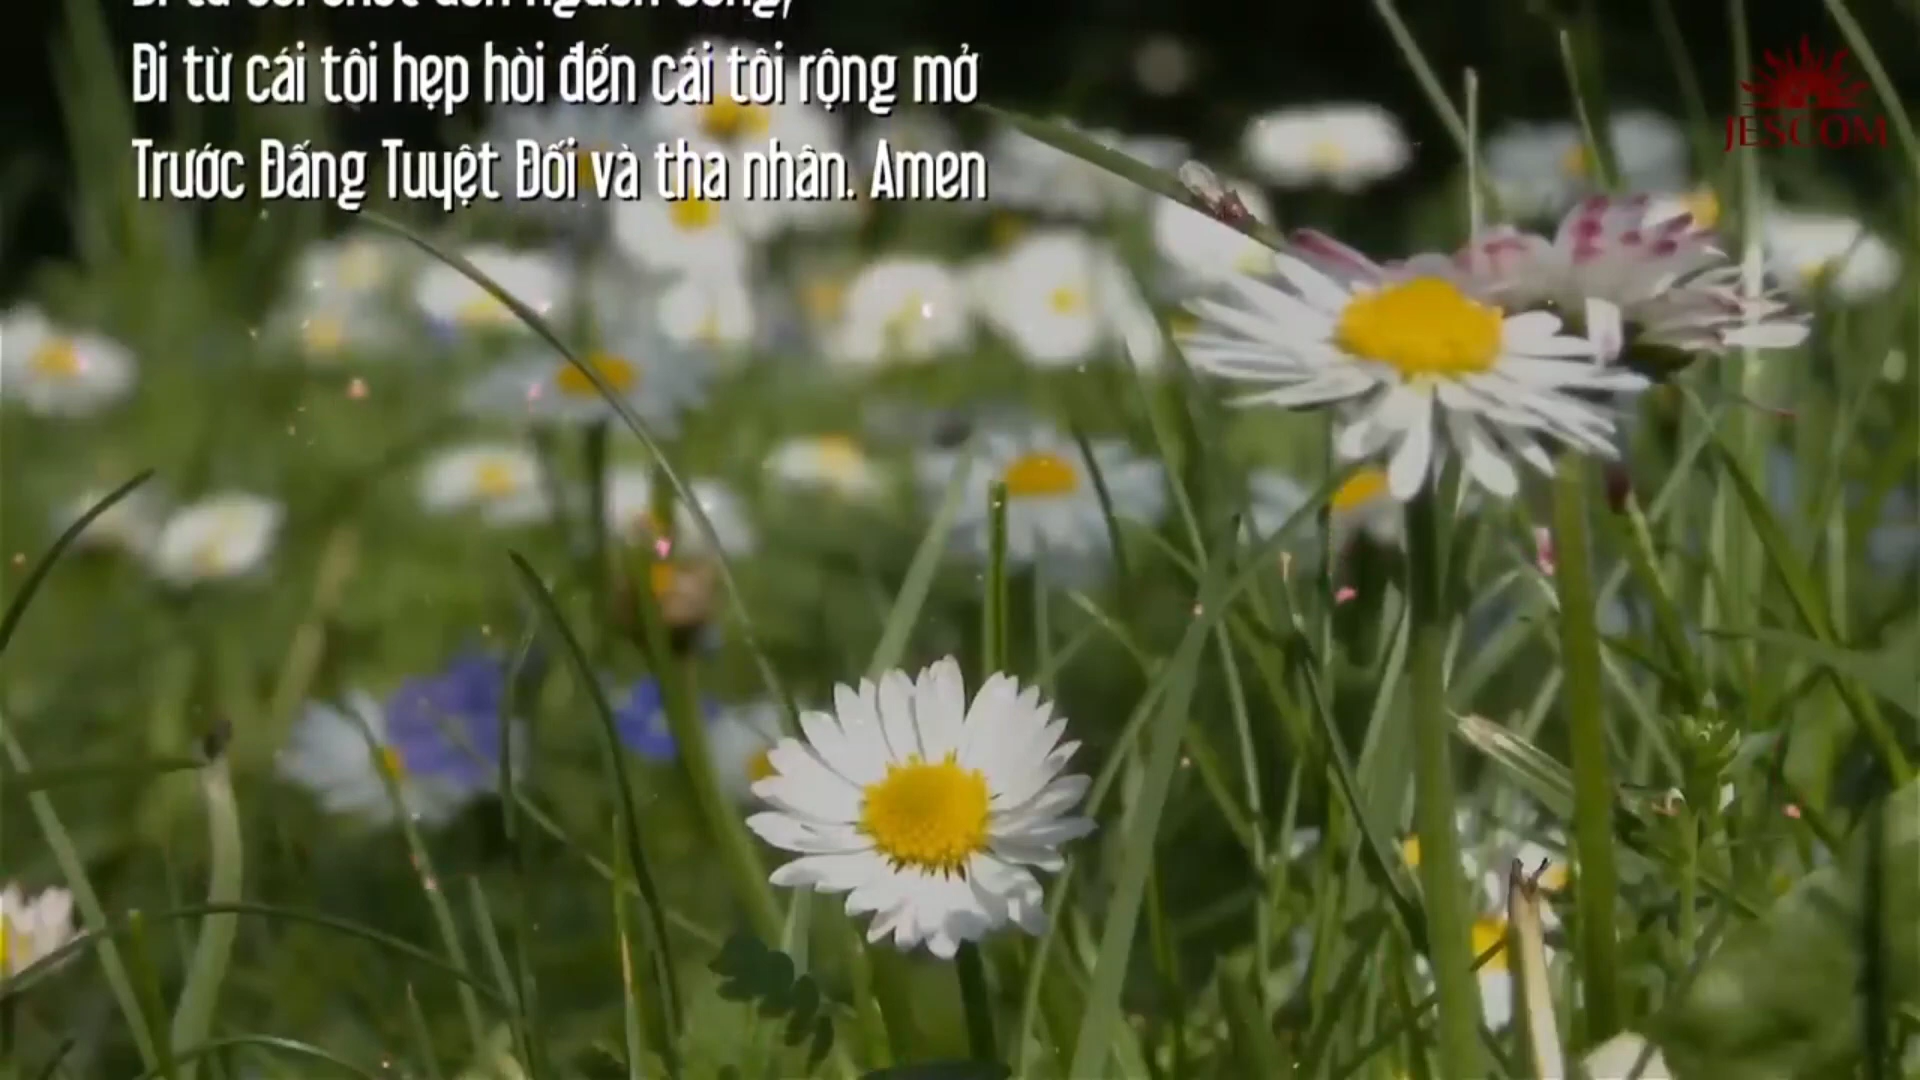 Đi từ cái tôi hẹp hòi đến cái tôi rộng mở
Trước Đấng Tuyệt Đối và tha nhân. Amen
JESCOM